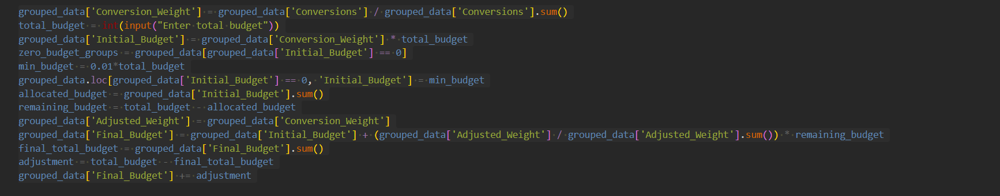 grouped_data['Conversion_Weight'] = grouped_data['Conversions'] / grouped_data['Conversions'].sum()
total_budget = int(input("Enter total budget"))
grouped_data['Initial_Budget'] = grouped_data['Conversion_Weight'] * total_budget
zero_budget_groups = grouped_data[grouped_data['Initial_Budget'] == 0]
min_budget = 0.01*total_budget
grouped_data.loc[grouped_data['Initial_Budget'] == 0, 'Initial_Budget'] = min_budget
allocated_budget = grouped_data['Initial_Budget'].sum()
remaining_budget = total_budget - allocated_budget
grouped_data['Adjusted_Weight'] = grouped_data['Conversion_Weight']
grouped_data['Final_Budget'] = grouped_data['Initial_Budget'] + (grouped_data['Adjusted_Weight'] / grouped_data['Adjusted_Weight'].sum()) * remaining_budget
final_total_budget = grouped_data['Final_Budget'].sum()
adjustment = total_budget - final_total_budget
grouped_data['Final_Budget'] += adjustment